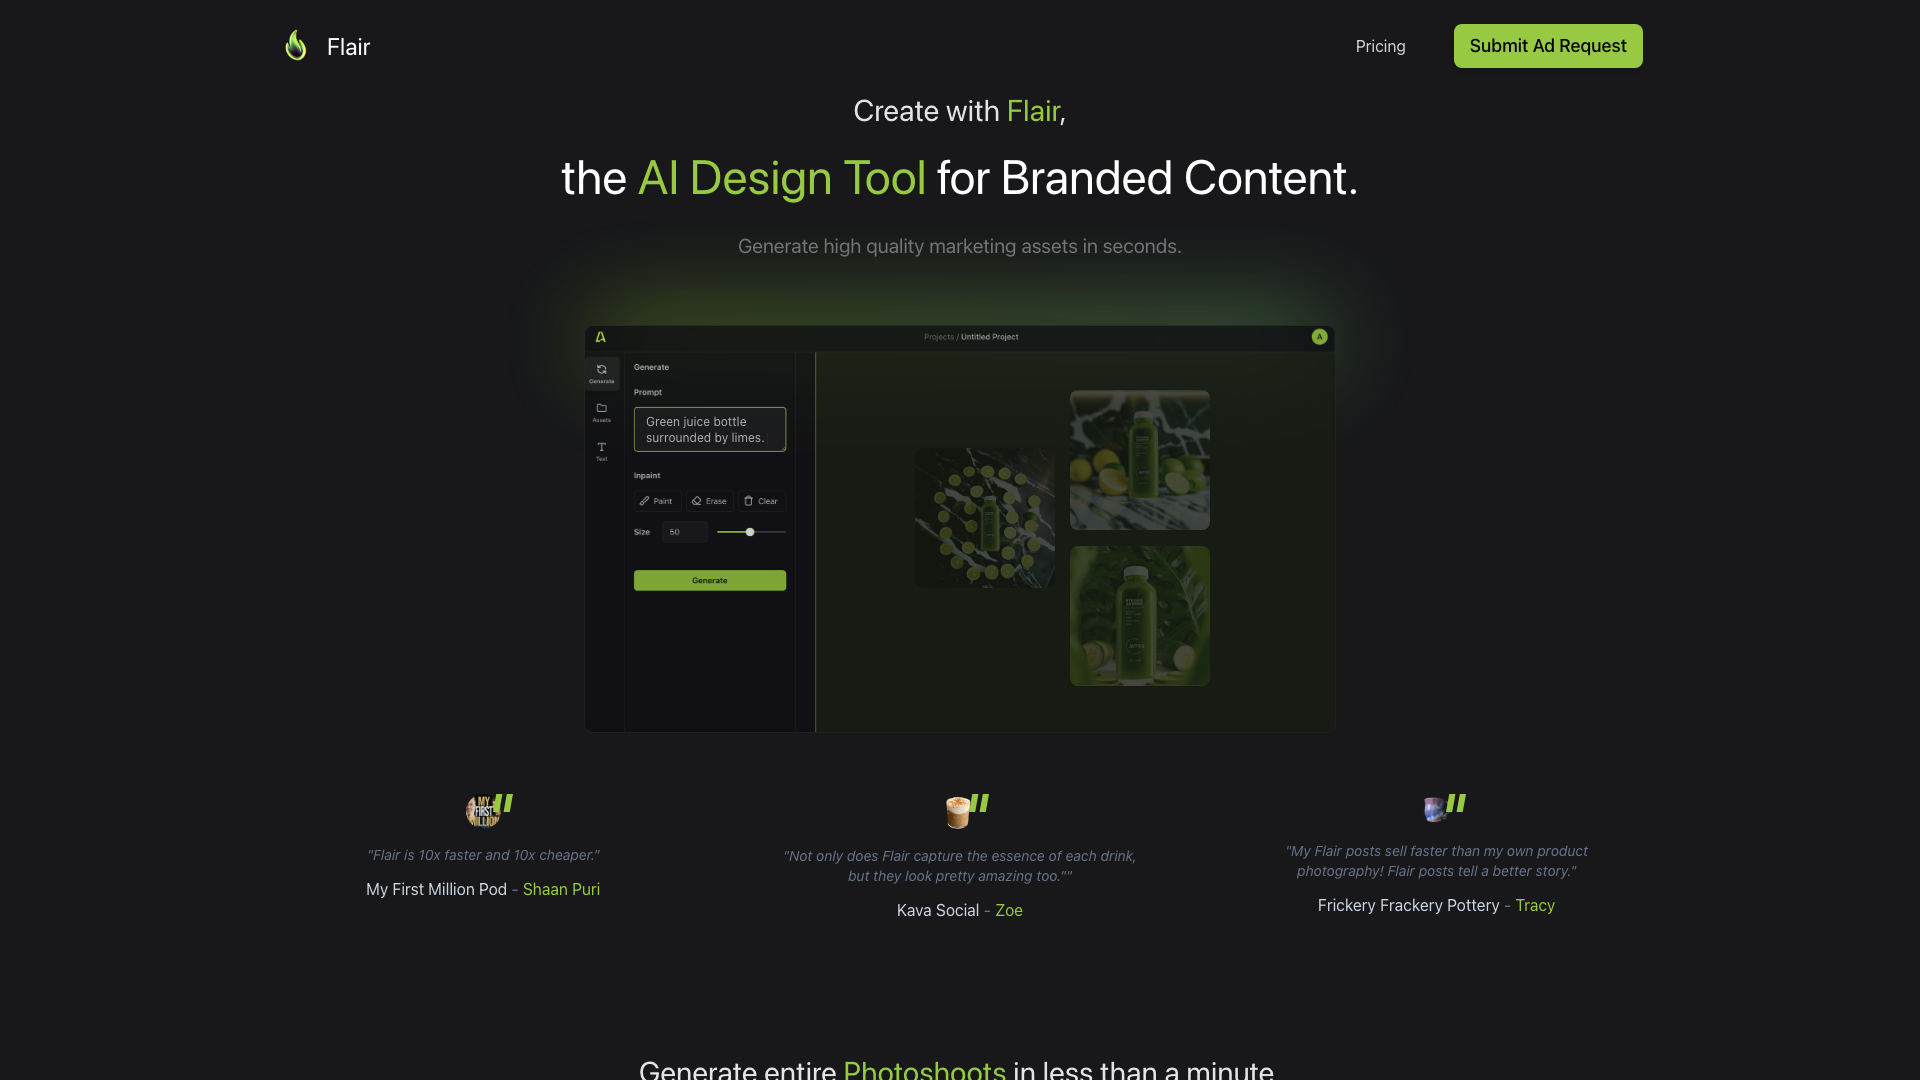 Flair
Pricing
Submit Ad Request
Create with Flair,
the AI Design Tool for Branded Content.
Generate high quality marketing assets in seconds.
Projects / Untitled Project
A
Generate
Assets
Text
Generate
Prompt
Green juice bottle
surrounded by limes.
Inpaint
Paint
Erase
Clear
Size
50
Generate
MY
FIRST
"Flair is 10x faster and 10x cheaper."
My First Million Pod - Shaan Puri
"Not only does Flair capture the essence of each drink,
but they look pretty amazing too.""
Kava Social - Zoe
"My Flair posts sell faster than my own product
photography! Flair posts tell a better story."
Frickery Frackery Pottery - Tracy
Generate entire Photoshoots in less than a minute